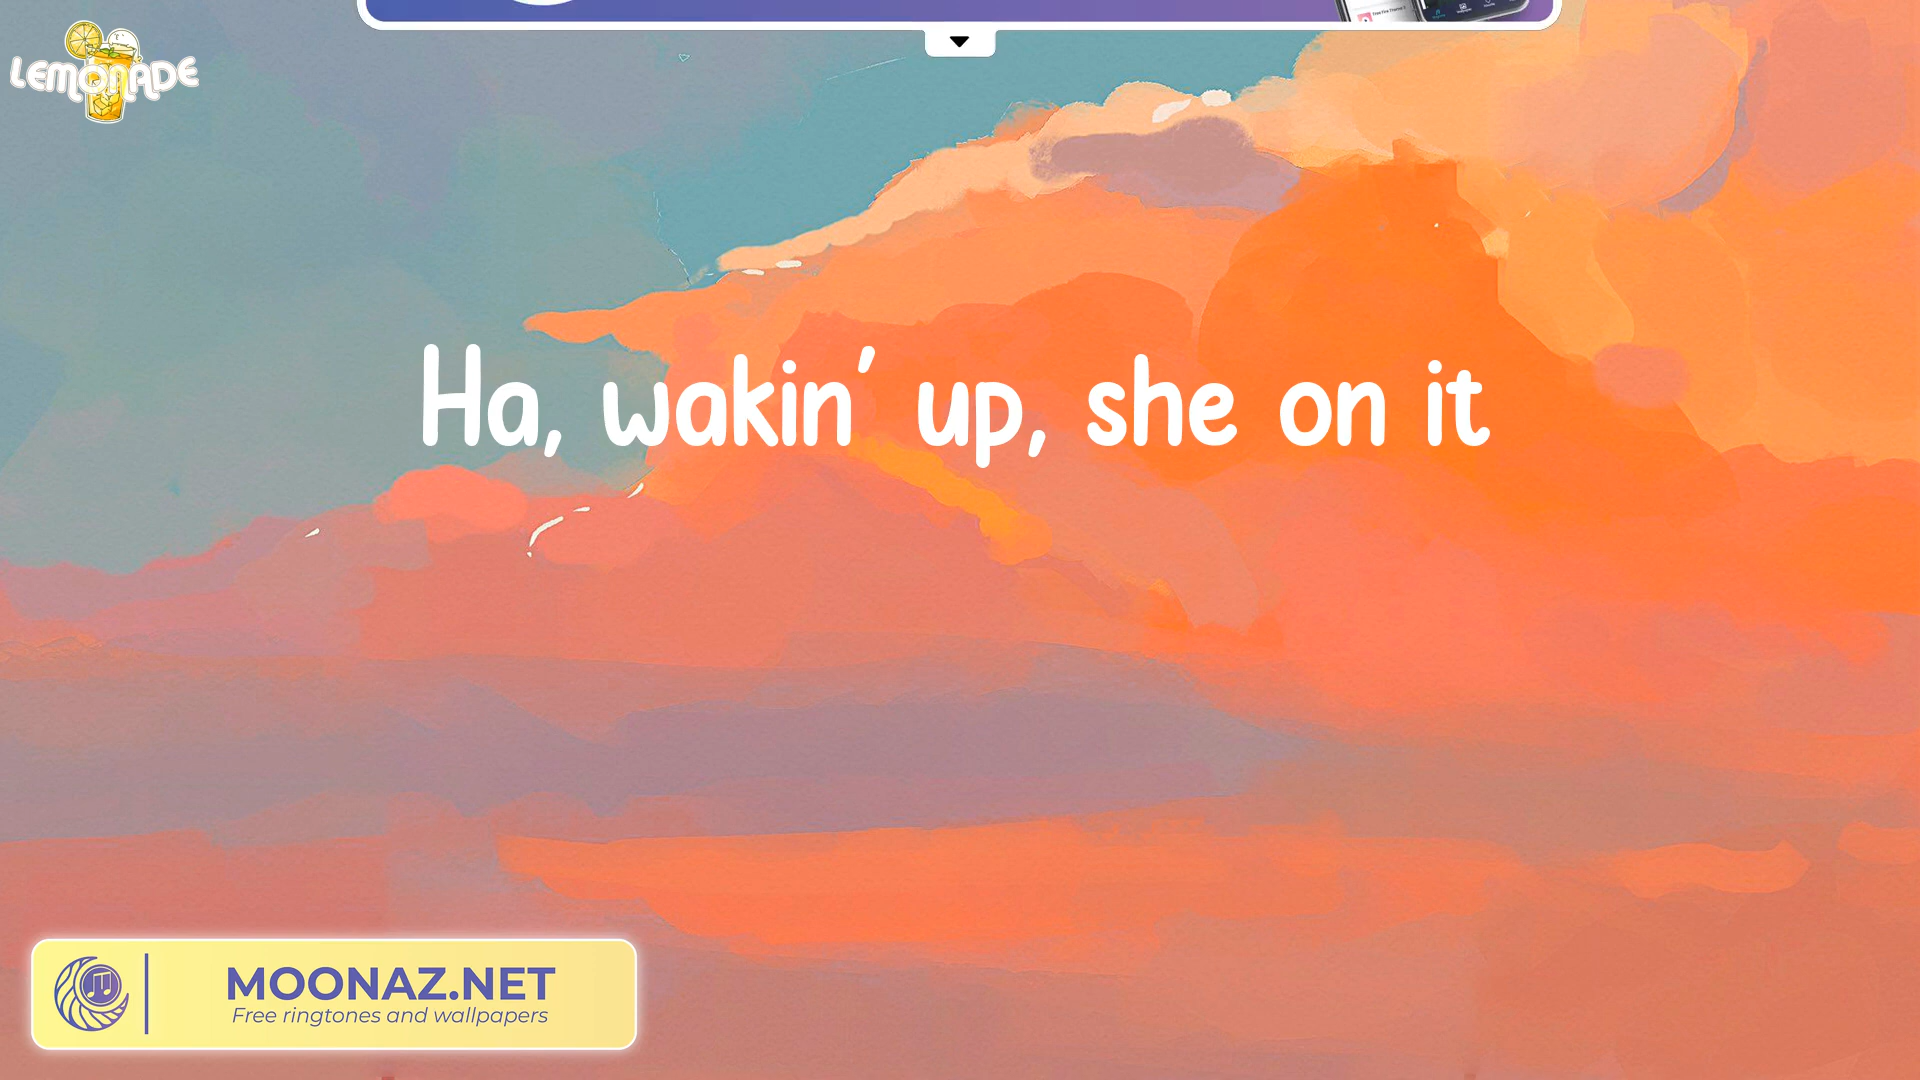 LEMONADE
Ha, wakin' up, she on it
MOONAZ.NET
Free ringtones and wallpapers